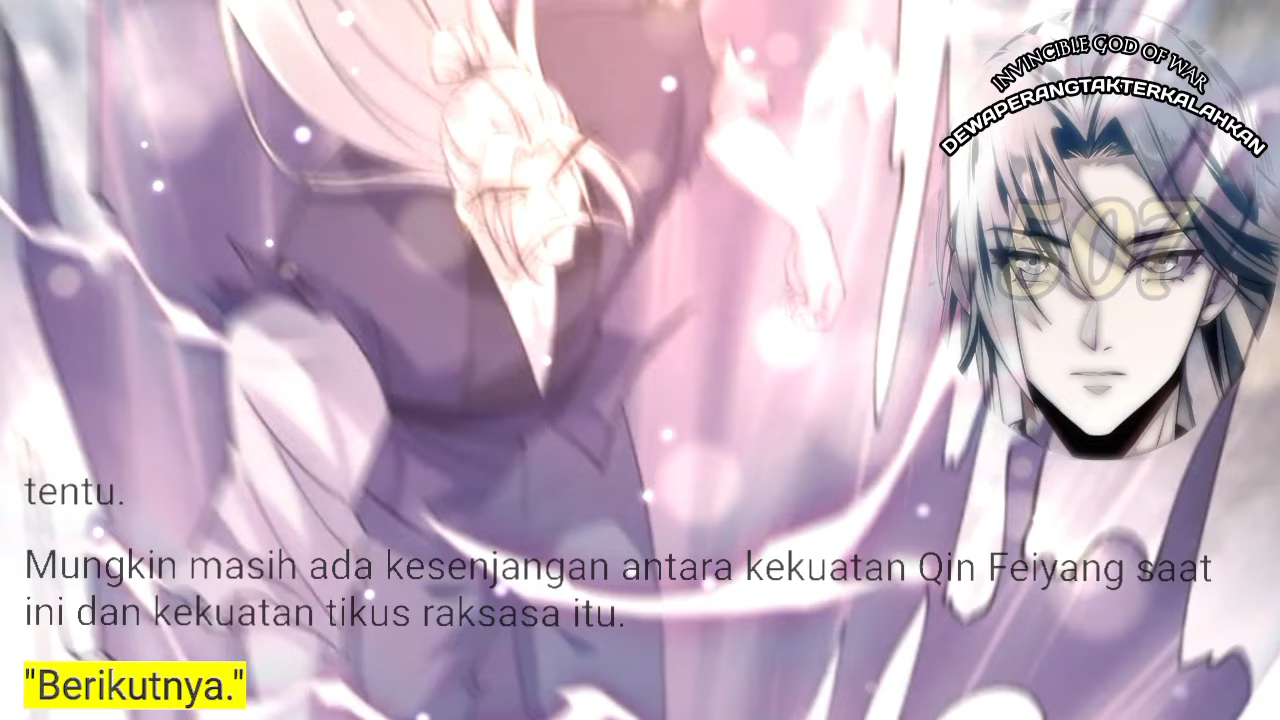 INVINCIBLE GOD OF WAR
DEWAPERANGTAKTERKALAHKAN
507
tentu.
Mungkin masih ada kesenjangan antara kekuatan Qin Feiyang saat
ini dan kekuatan tikus raksasa itu.
"Berikutnya."